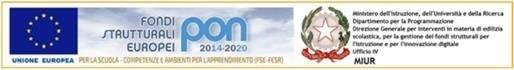 FONDI
STRUTTURALI
EUROPEI
pon
2014-2020
UNIONE EUROPEA
PER LA SCUOLA - COMPETENZE E AMBIENTI PER L'APPRENDIMENTO (FSE-FESR)
Ministero dell'Istruzione, dell'Università e della Ricerca
Dipartimento per la Programmazione
Direzione Generale per interventi in materia di edilizia
scolastica, per la gestione dei fondi strutturali per
l'istruzione e per l'innovazione digitale
Ufficio IV
MIUR